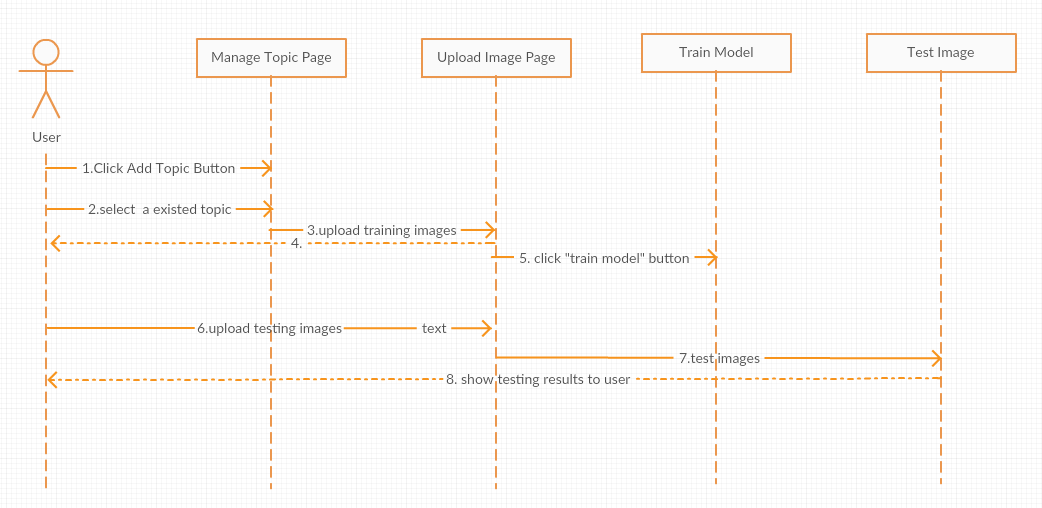 Manage Topic Page
Upload Image Page
Train Model
Test Image
User
1.Click Add Topic Button
2.select  a existed topic
3.upload training images
4.
5. click "train model" button
6.uploa​d testing images
text
7.test images
8. show testing results to user